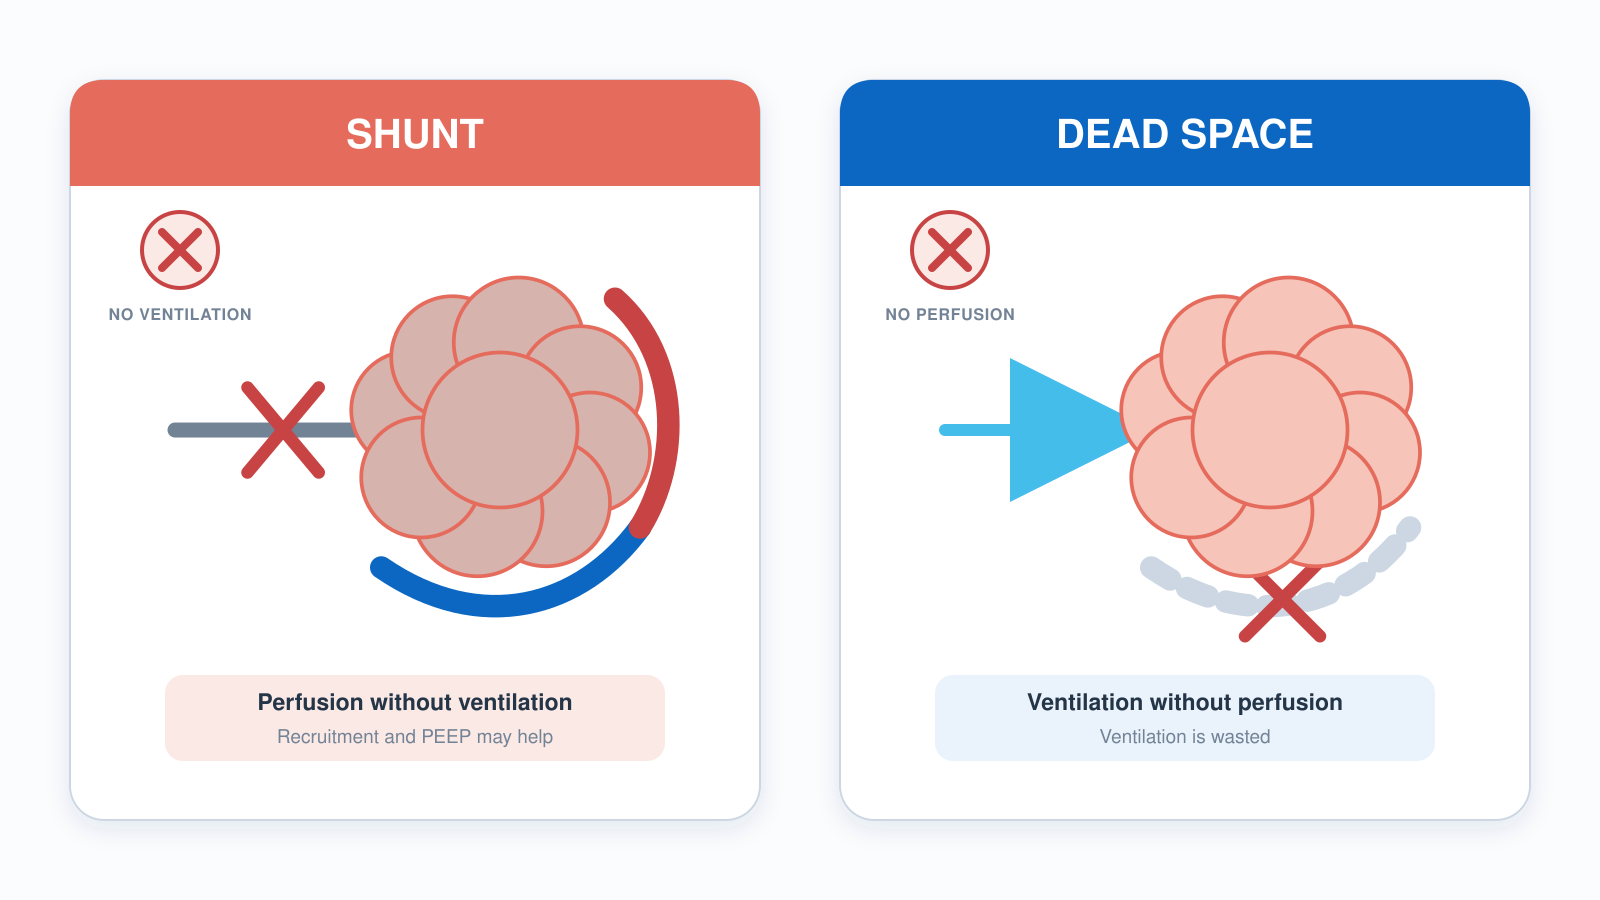 SHUNT
NO VENTILATION
Perfusion without ventilation
Recruitment and PEEP may help
DEAD SPACE
NO PERFUSION
Ventilation without perfusion
Ventilation is wasted